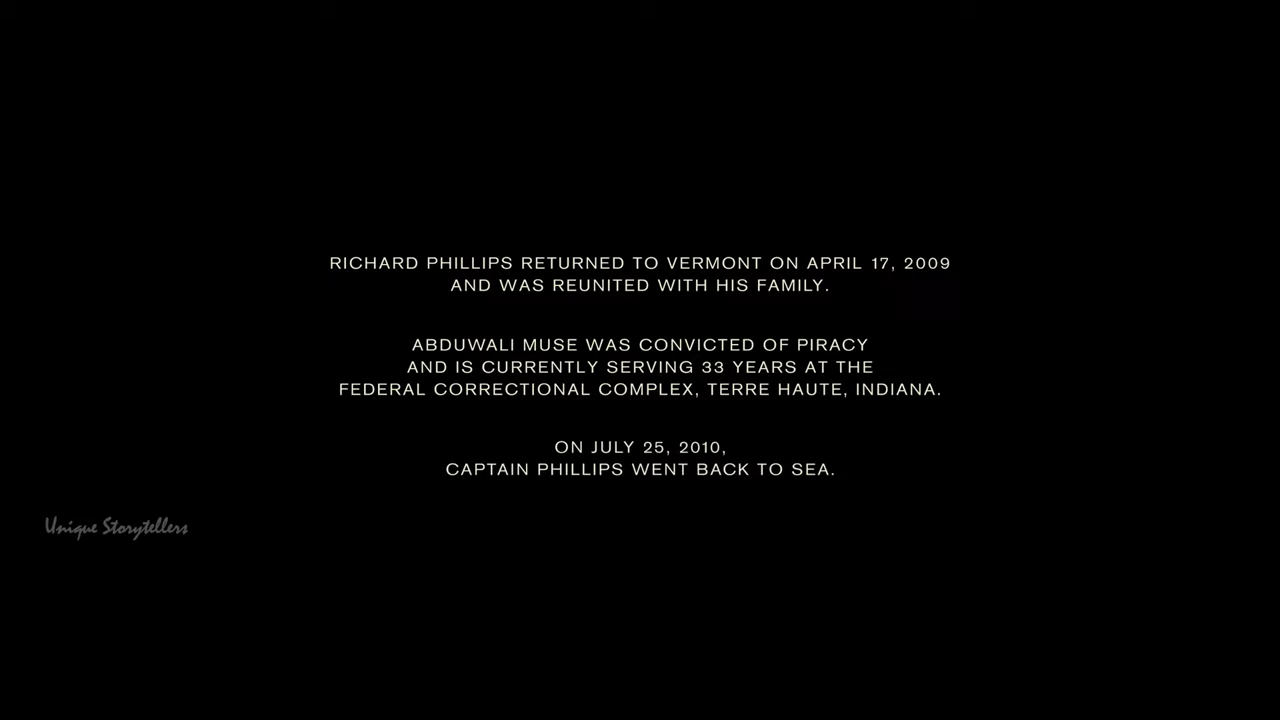 RICHARD PHILLIPS RETURNED TO VERMONT ON APRIL 17, 2009
AND WAS REUNITED WITH HIS FAMILY.
ABDUWALI MUSE WAS CONVICTED OF PIRACY
AND IS CURRENTLY SERVING 33 YEARS AT THE
FEDERAL CORRECTIONAL COMPLEX, TERRE HAUTE, INDIANA.
ON JULY 25, 2010,
CAPTAIN PHILLIPS WENT BACK TO SEA.
Unique Storytellers